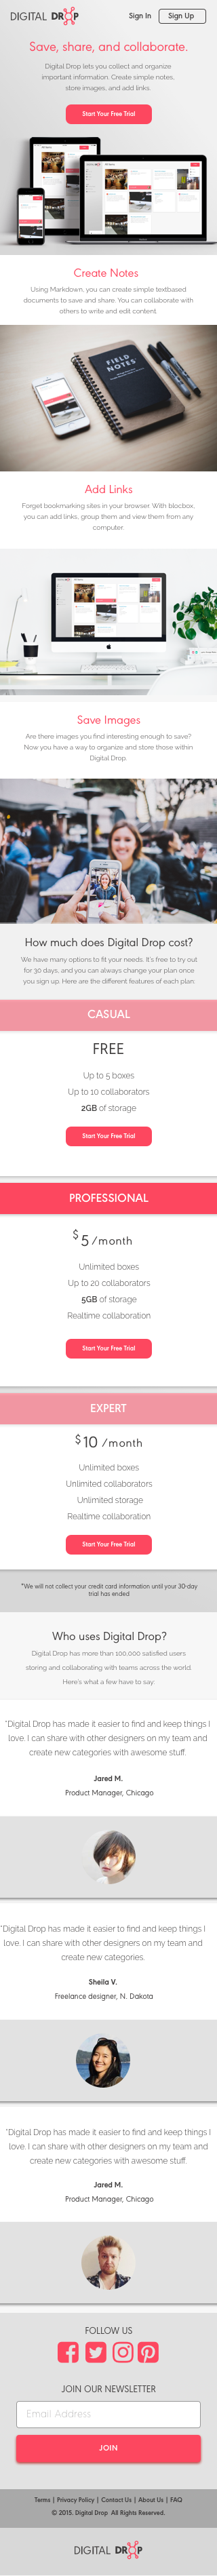 DIGITAL DROP
Sign In
Sign Up
Save, share, and collaborate.
Digital Drop lets you collect and organize
important information. Create simple notes,
store images, and add links.
Start Your Free Trial
Create Notes
Using Markdown, you can create simple textbased
documents to save and share. You can collaborate with
others to write and edit content.
FIELD NOTES
Add Links
Forget bookmarking sites in your browser. With blocbox,
you can add links, group them and view them from any
computer.
Save Images
Are there images you find interesting enough to save?
Now you have a way to organize and store those within
Digital Drop.
How much does Digital Drop cost?
We have many options to fit your needs. It's free to try out
for 30 days, and you can always change your plan once
you sign up. Here are the different features of each plan.
CASUAL
FREE
Up to 5 boxes
Up to 10 collaborators
2GB of storage
Start Your Free Trial
PROFESSIONAL
$5 /month
Unlimited boxes
Up to 20 collaborators
5GB of storage
Realtime collaboration
Start Your Free Trial
EXPERT
$10 /month
Unlimited boxes
Unlimited collaborators
Unlimited storage
Realtime collaboration
Start Your Free Trial
*We will not collect your credit card information until your 30-day
trial has ended
Who uses Digital Drop?
Digital Drop has more than 100,000 satisfied users
storing and collaborating with teams across the world.
Here's what a few have to say:
"Digital Drop has made it easier to find and keep things I
love. I can share with other designers on my team and
create new categories with awesome stuff.
Jared M.
Product Manager, Chicago
"Digital Drop has made it easier to find and keep things I
love. I can share with other designers on my team and
create new categories.
Sheila V.
Freelance designer, N. Dakota
"Digital Drop has made it easier to find and keep things I
love. I can share with other designers on my team and
create new categories with awesome stuff.
Jared M.
Product Manager, Chicago
FOLLOW US
JOIN OUR NEWSLETTER
Email Address
JOIN
Terms | Privacy Policy | Contact Us | About Us | FAQ
© 2015. Digital Drop All Rights Reserved.
DIGITAL DROP